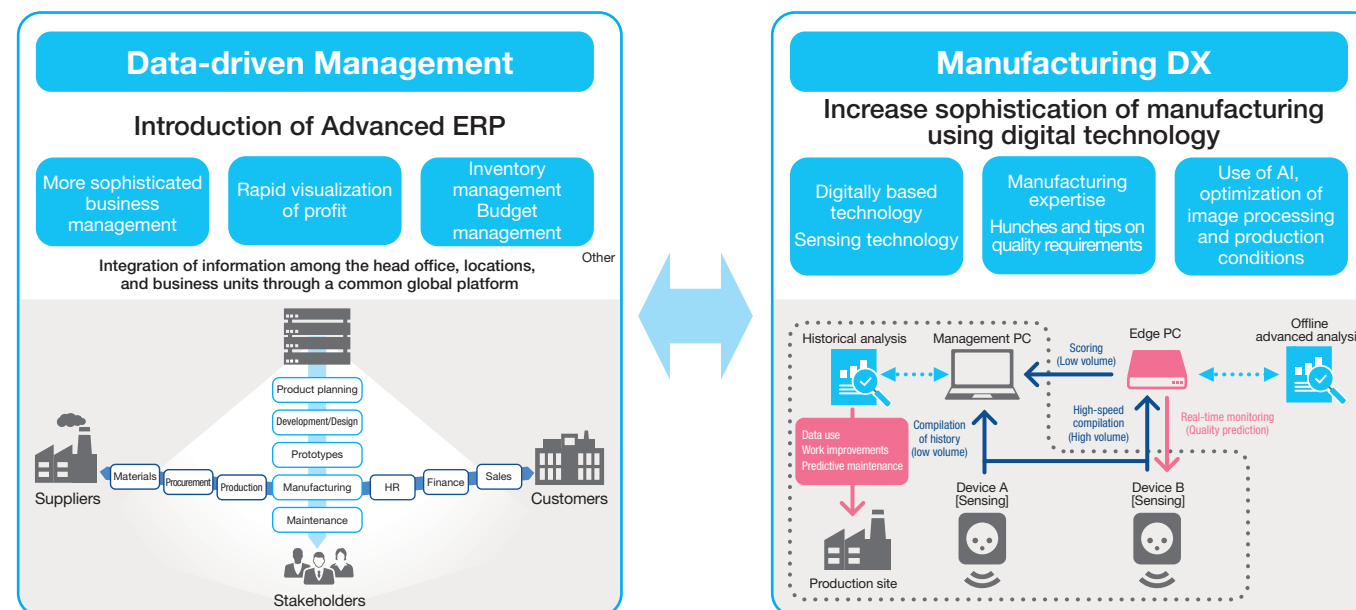 Data-driven Management
Introduction of Advanced ERP
More sophisticated
business
management
Rapid visualization
of profit
Inventory
management
Budget
management
Other
Integration of information among the head office, locations,
and business units through a common global platform
Product planning
Development/Design
Prototypes
Suppliers
Materials
Procurement
Production
Manufacturing
HR
Finance
Sales
Customers
Maintenance
Stakeholders
Manufacturing DX
Increase sophistication of manufacturing
using digital technology
Digitally based
technology
Sensing technology
Manufacturing
expertise
Hunches and tips on
quality requirements
Use of AI,
optimization of
image processing
and production
conditions
Historical analysis
Management PC
Scoring
(Low volume)
Edge PC
Offline
advanced analysis
Data use
Work improvements
Predictive maintenance
Compilation
of history
(low volume)
High-speed
compilation
(High volume)
Real-time monitoring
(Quality prediction)
Device A
[Sensing]
Device B
[Sensing]
Production site